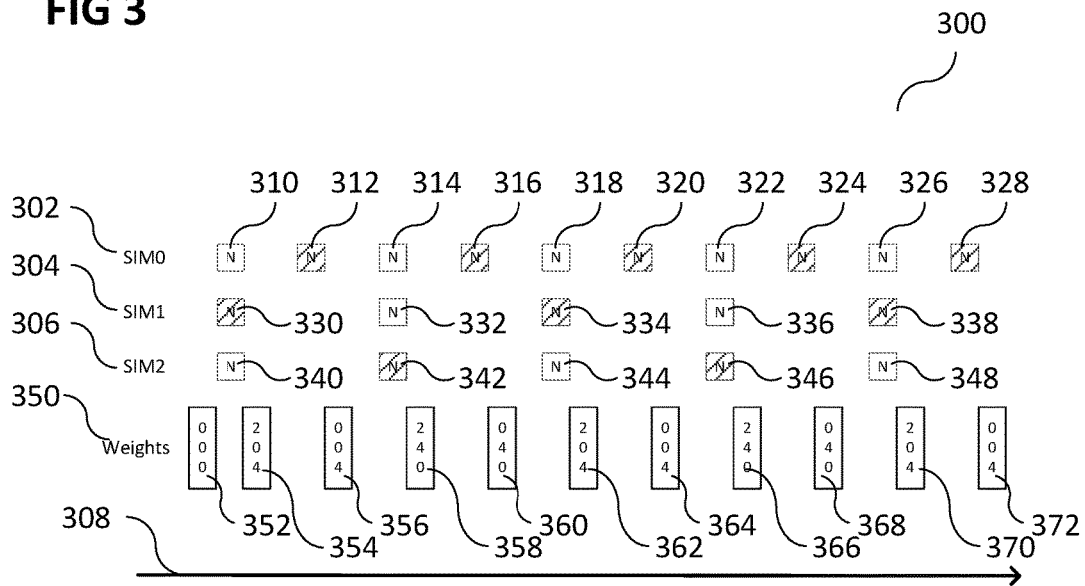 FIG 3
300
310 312 314 316 318 320 322 324 326 328
302
SIM0 N N N N N N N N N N
304
SIM1 N 330 N 332 N 334 N 336 N 338
306
SIM2 N 340 N 342 N 344 N 346 N 348
350
Weights
0 2 0 2 0 2 0 2 0 2 0
0 0 0 4 4 0 0 4 4 0 0
0 4 4 0 0 4 4 0 0 4 4
352 356 360 364 368 372
308
354 358 362 366 370